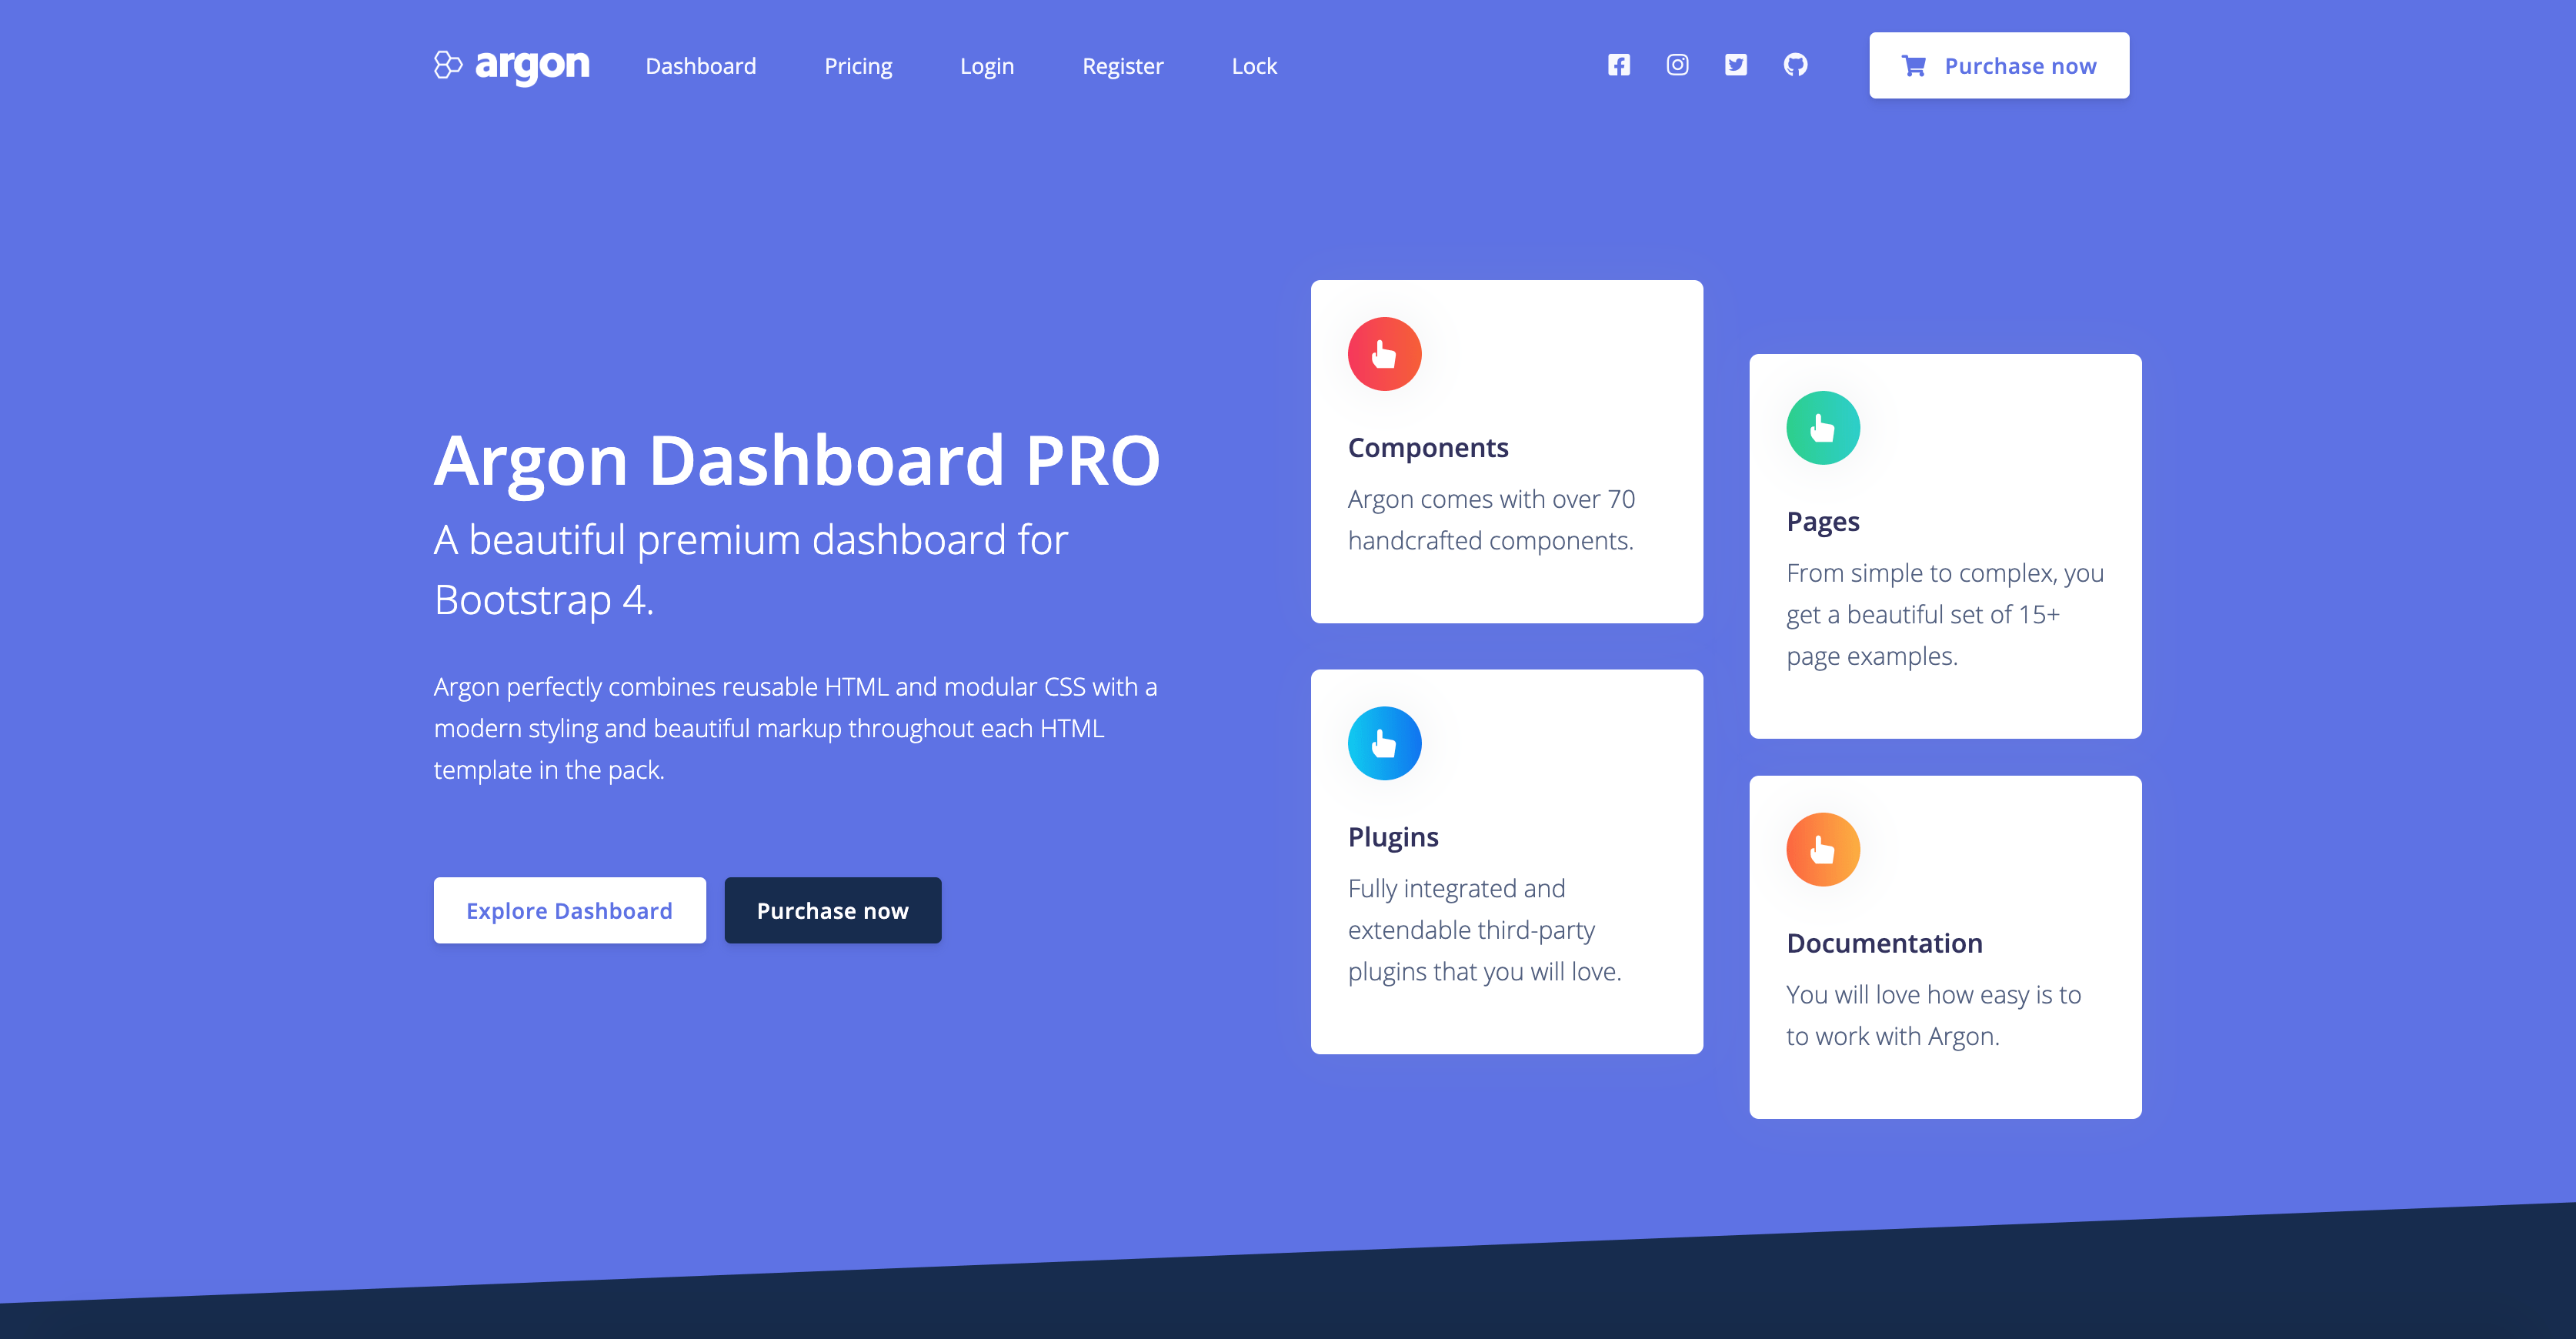 argon
Dashboard
Pricing
Login
Register
Lock
Purchase now
Argon Dashboard PRO
A beautiful premium dashboard for
Bootstrap 4.
Argon perfectly combines reusable HTML and modular CSS with a
modern styling and beautiful markup throughout each HTML
template in the pack.
Explore Dashboard
Purchase now
Components
Argon comes with over 70
handcrafted components.
Plugins
Fully integrated and
extendable third-party
plugins that you will love.
Pages
From simple to complex, you
get a beautiful set of 15+
page examples.
Documentation
You will love how easy is to
to work with Argon.